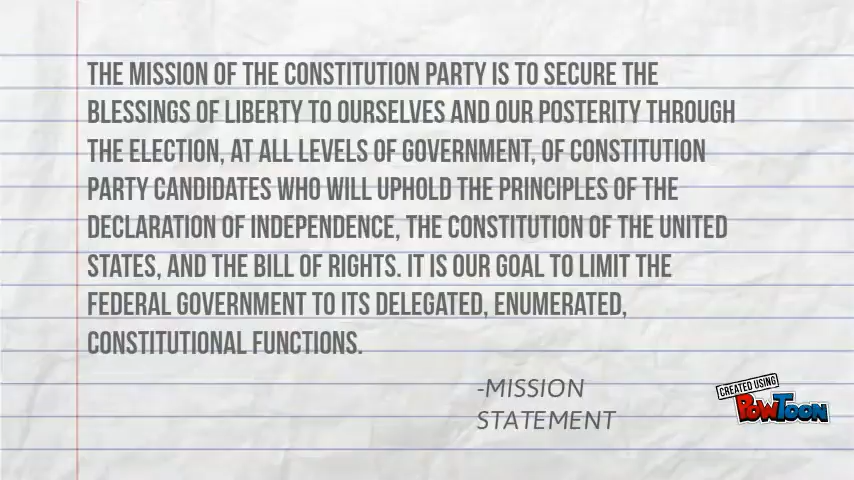 THE MISSION OF THE CONSTITUTION PARTY IS TO SECURE THE
BLESSINGS OF LIBERTY TO OURSELVES AND OUR POSTERITY THROUGH
THE ELECTION, AT ALL LEVELS OF GOVERNMENT, OF CONSTITUTION
PARTY CANDIDATES WHO WILL UPHOLD THE PRINCIPLES OF THE
DECLARATION OF INDEPENDENCE, THE CONSTITUTION OF THE UNITED
STATES, AND THE BILL OF RIGHTS. IT IS OUR GOAL TO LIMIT THE
FEDERAL GOVERNMENT TO ITS DELEGATED, ENUMERATED,
CONSTITUTIONAL FUNCTIONS.
-MISSION
STATEMENT
CREATED USING
POWTOON